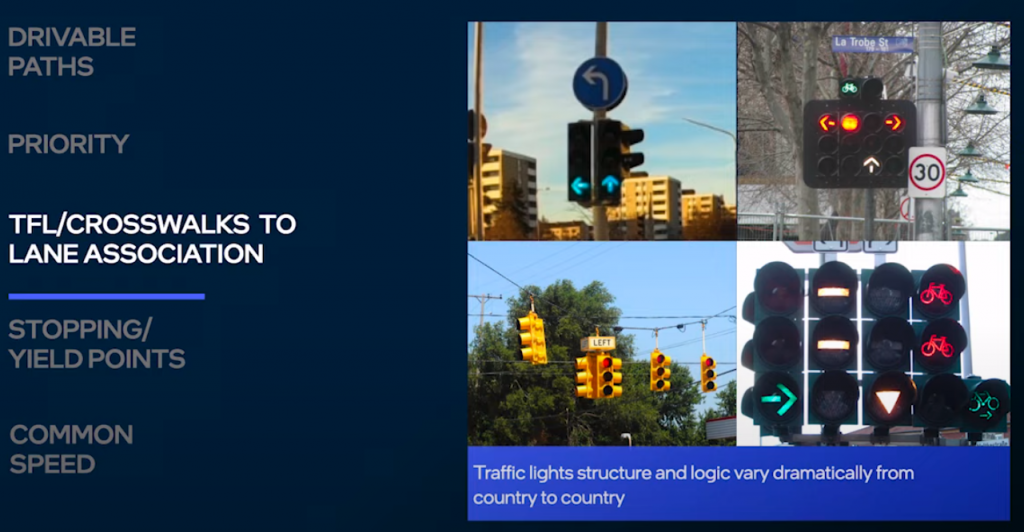 DRIVABLE
PATHS
PRIORITY
TFL/CROSSWALKS TO
LANE ASSOCIATION
STOPPING/
YIELD POINTS
COMMON
SPEED
La Trobe St
30
LEFT
Traffic lights structure and logic vary dramatically from
country to country